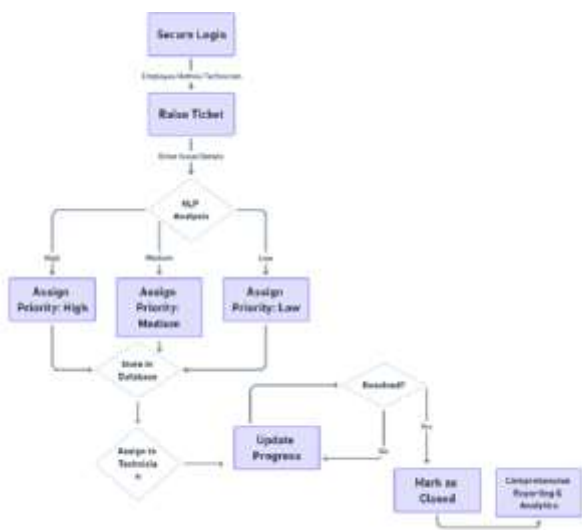 Secure Login
Employee/Admin/Technician
Raise Ticket
Enter Issue Details
NLP
Analysis
High
Medium
Low
Assign
Priority: High
Assign
Priority:
Medium
Assign
Priority: Low
Store in
Database
Resolved?
Assign to
Technicia
n
Update
Progress
No
Yes
Mark as
Closed
Comprehensive
Reporting &
Analytics